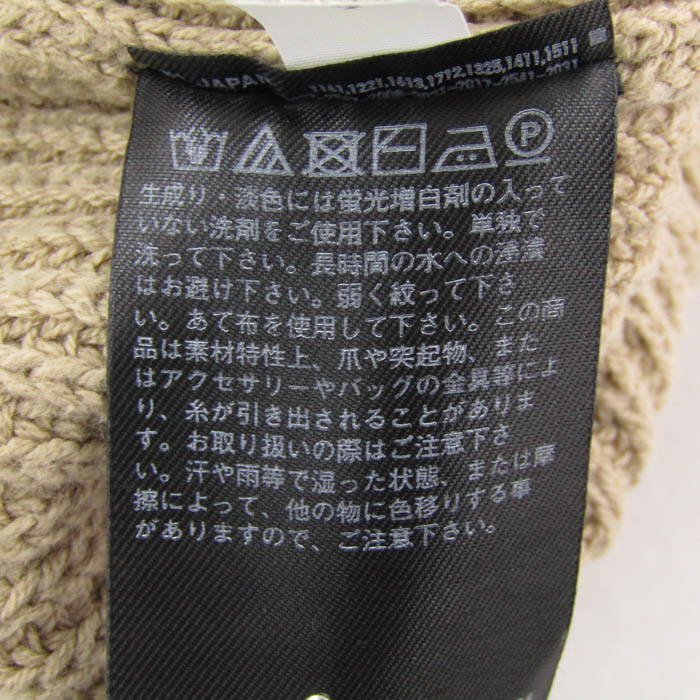 JAPAN
P
生成り・淡色には蛍光増白剤の入って
いない洗剤をご使用下さい。単独で
洗って下さい。長時間の水への浸漬
はお避け下さい。弱く絞って下さ
い。あて布を使用して下さい。この商
品は素材特性上、爪や突起物、また
はアクセサリーやバッグの金具等によ
り、糸が引き出されることがありま
す。お取り扱いの際はご注意下さ
い。汗や雨等で湿った状態、または摩
擦によって、他の物に色移りする事
がありますので、ご注意下さい。